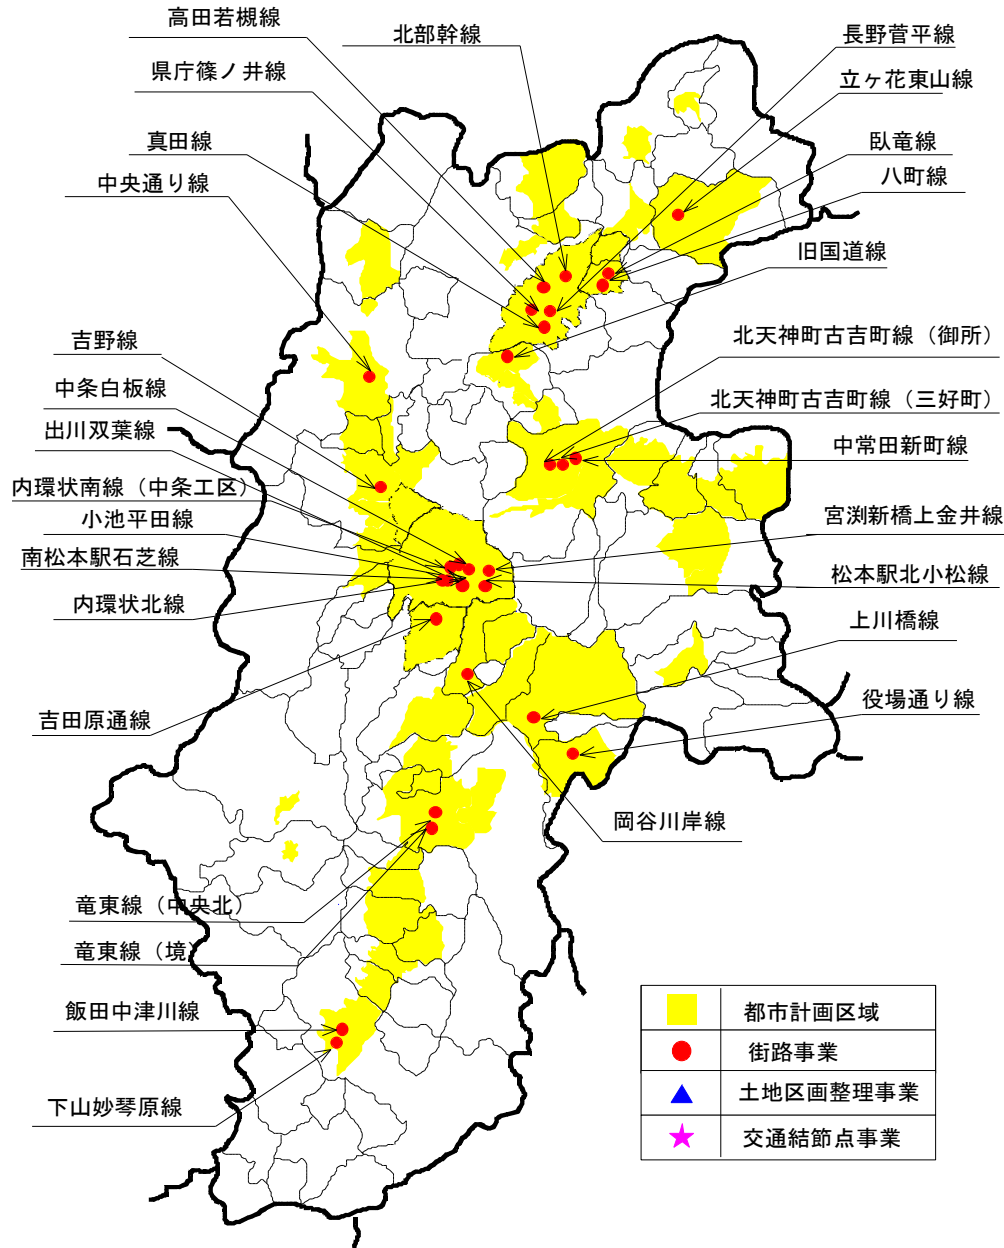 高田若槻線
北部幹線
長野菅平線
県庁篠ノ井線
立ヶ花東山線
真田線
臥竜線
中央通り線
八町線
旧国道線
吉野線
北天神町古吉町線（御所）
中条白板線
北天神町古吉町線（三好町）
出川双葉線
中常田新町線
内環状南線（中条工区）
小池平田線
宮渕新橋上金井線
南松本駅石芝線
松本駅北小松線
内環状北線
上川橋線
吉田原通線
役場通り線
岡谷川岸線
竜東線（中央北）
竜東線（境）
飯田中津川線
下山妙琴原線
都市計画区域
街路事業
土地区画整理事業
交通結節点事業